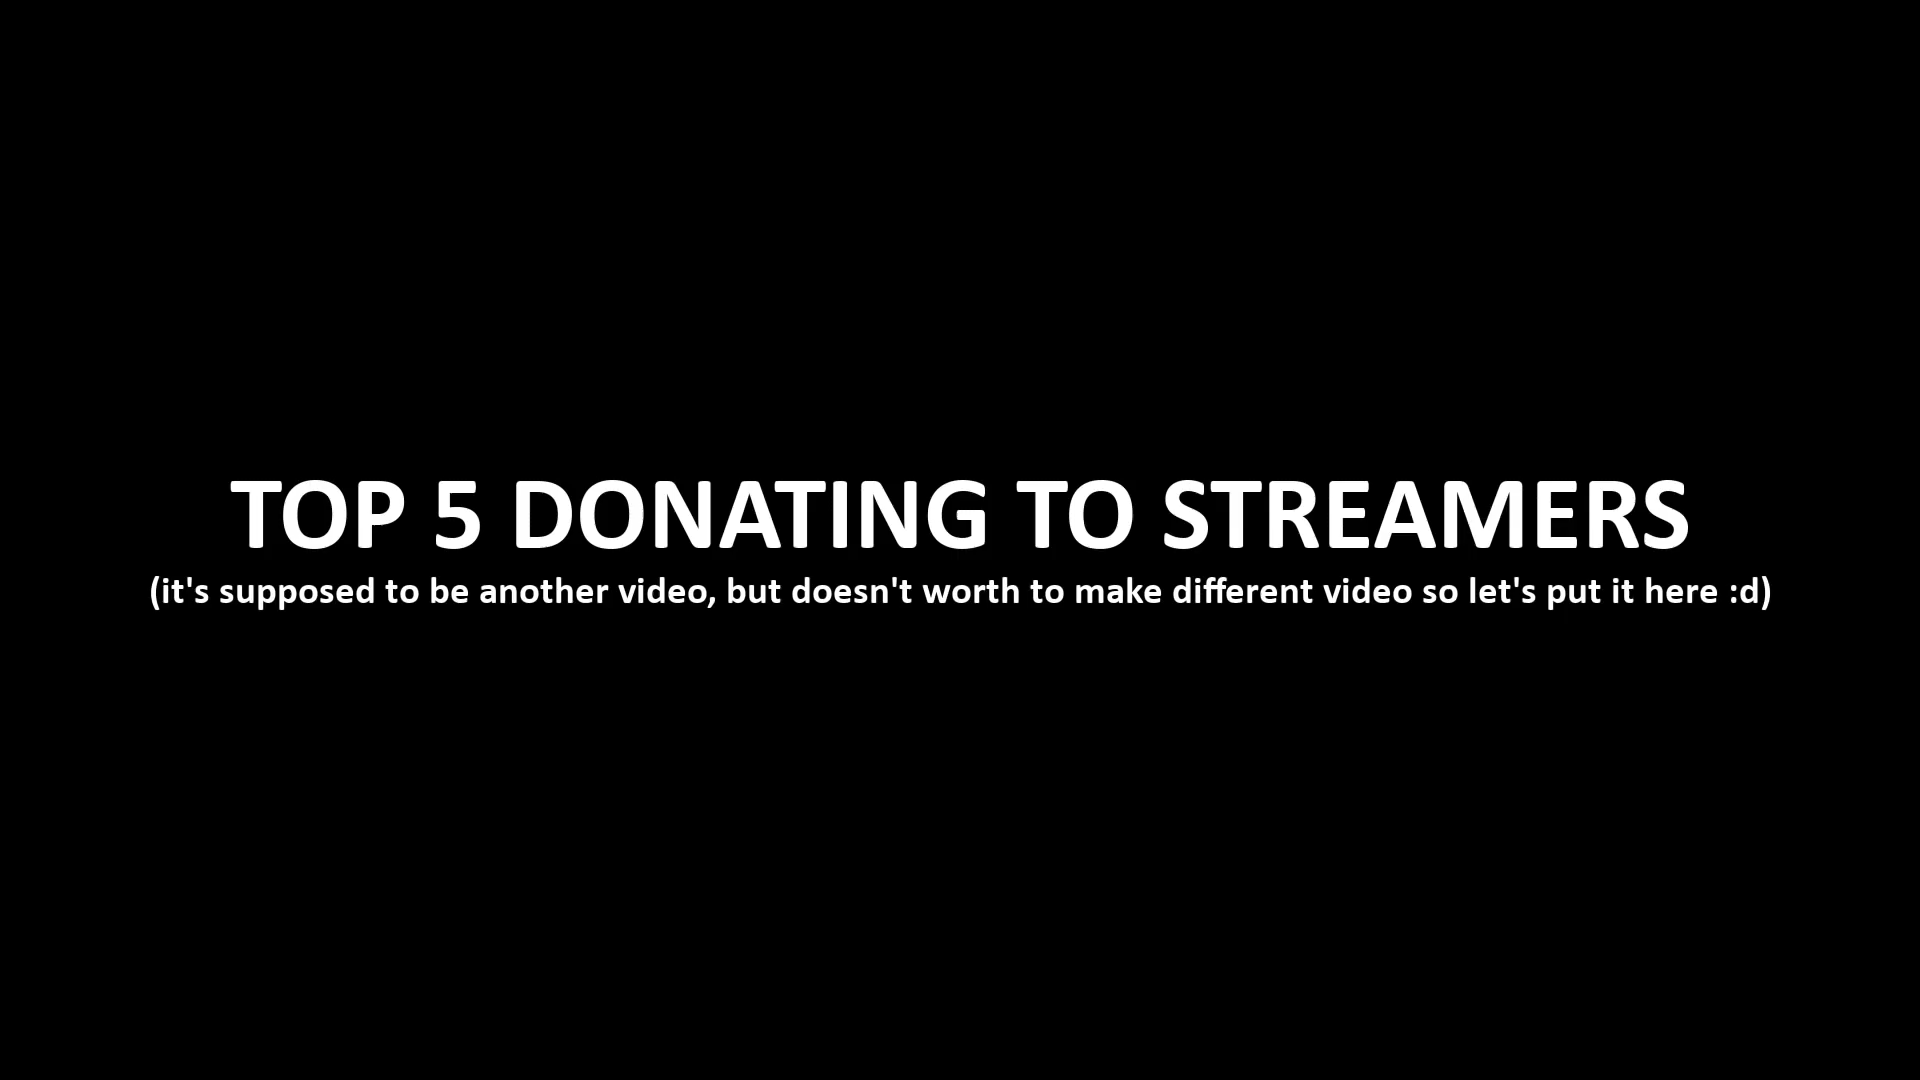 TOP 5 DONATING TO STREAMERS
(it's supposed to be another video, but doesn't worth to make different video so let's put it here :d)